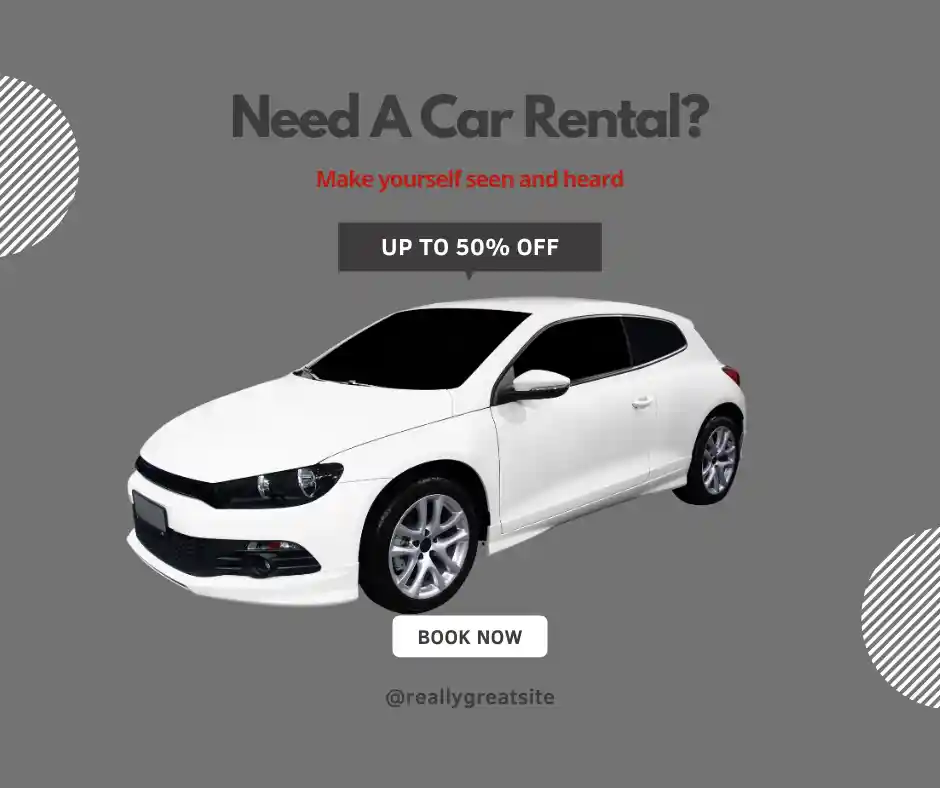 Need A Car Rental?
Make yourself seen and heard
UP TO 50% OFF
BOOK NOW
@reallygreatsite